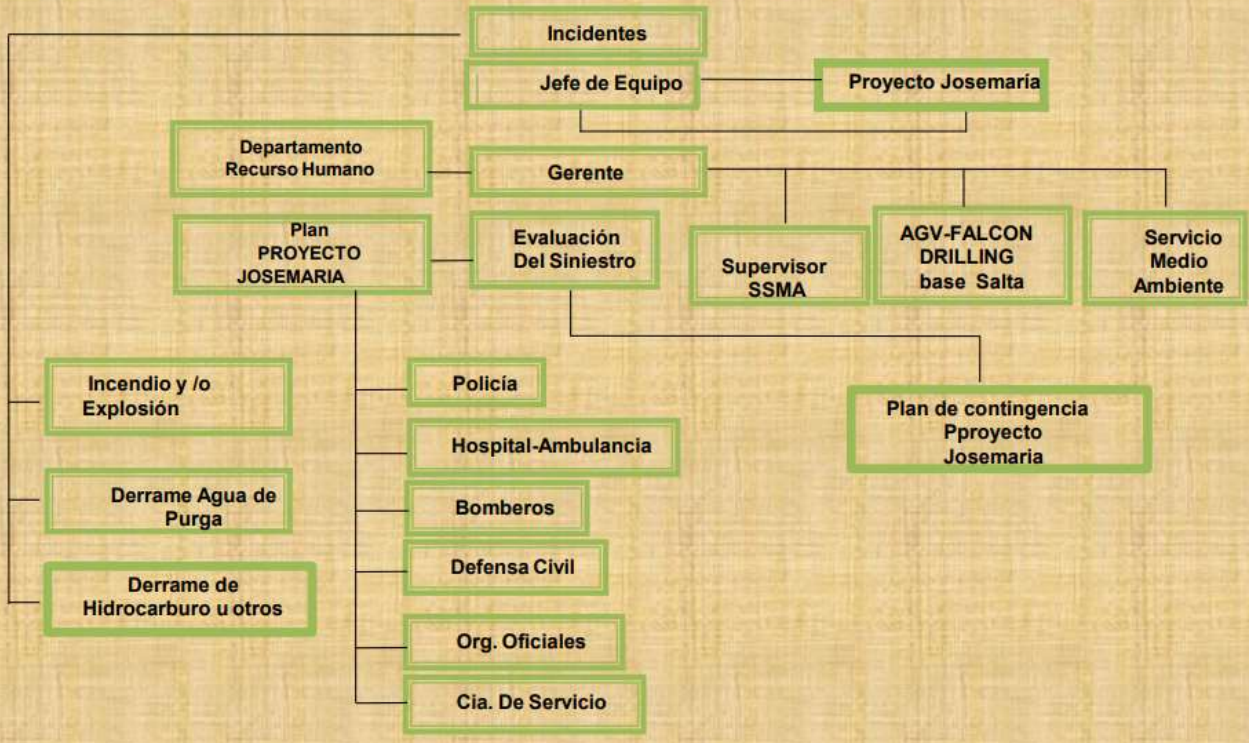 Incidentes
Jefe de Equipo
Proyecto Josemaría
Departamento
Recurso Humano
Gerente
Plan
PROYECTO
JOSEMARIA
Evaluación
Del Siniestro
Supervisor
SSMA
AGV-FALCON
DRILLING
base Salta
Servicio
Medio
Ambiente
Incendio y /o
Explosión
Derrame Agua de
Purga
Derrame de
Hidrocarburo u otros
Policía
Hospital-Ambulancia
Bomberos
Defensa Civil
Org. Oficiales
Cia. De Servicio
Plan de contingencia
Pproyecto
Josemaria